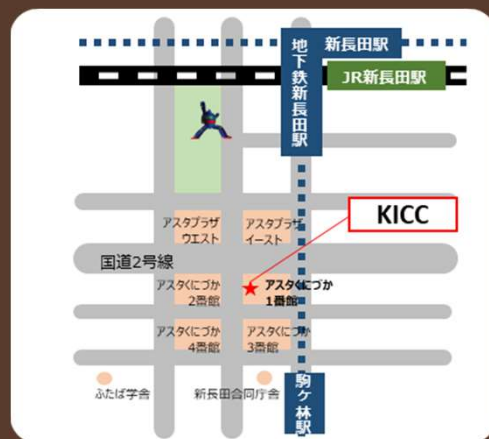 新長田駅
地下鉄新長田駅
JR新長田駅
KICC
アスタプラザ
ウエスト
アスタプラザ
イースト
国道2号線
アスタくにづか
2番館
アスタくにづか
1番館
アスタくにづか
4番館
アスタくにづか
3番館
ふたば学舎
新長田合同庁舎
駒ヶ林駅